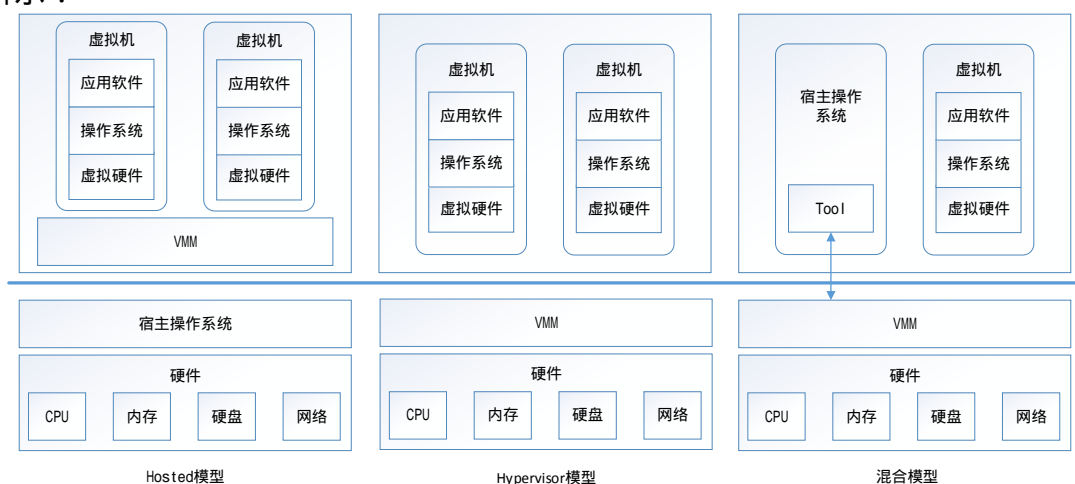 虚拟机
应用软件
操作系统
虚拟硬件
虚拟机
应用软件
操作系统
虚拟硬件
VMM
宿主操作系统
硬件
CPU
内存
硬盘
网络
Hosted模型
虚拟机
应用软件
操作系统
虚拟硬件
虚拟机
应用软件
操作系统
虚拟硬件
VMM
硬件
CPU
内存
硬盘
网络
Hypervisor模型
宿主操作
系统
Tool
虚拟机
应用软件
操作系统
虚拟硬件
VMM
硬件
CPU
内存
硬盘
网络
混合模型